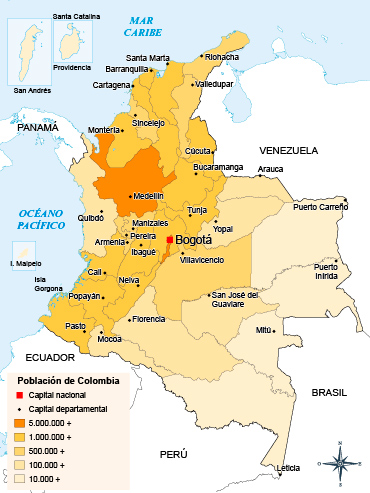 Santa Catalina
MAR
CARIBE
Providencia
San Andrés
Santa Marta
Riohacha
Barranquilla
Cartagena
Valledupar
Sincelejo
PANAMÁ
Montería
VENEZUELA
Cúcuta
Bucaramanga
Arauca
Medellín
OCÉANO
PACÍFICO
Quibdó
Tunja
Puerto Carreño
Manizales
Yopal
Pereira
Bogotá
Armenia
Ibagué
Villavicencio
I. Malpelo
Puerto
Inírida
Isla
Gorgona
Cali
Neiva
San José del
Guaviare
Popayán
Florencia
Mitú
Pasto
Mocoa
ECUADOR
Población de Colombia
Capital nacional
Capital departamental
5.000.000 +
1.000.000 +
500.000 +
100.000 +
10.000 +
BRASIL
PERÚ
Leticia
N